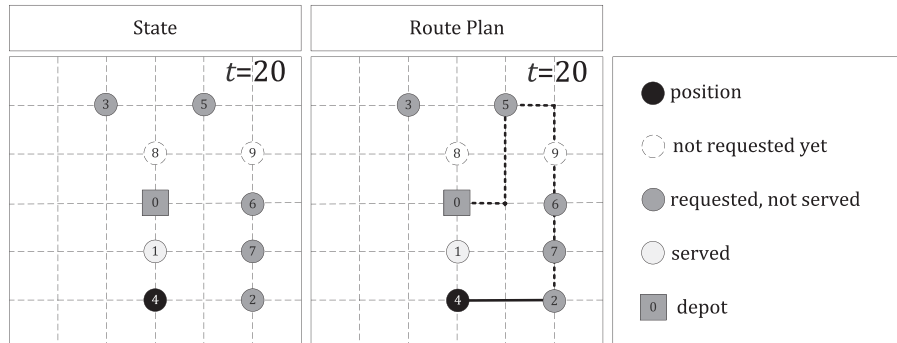 State
Route Plan
t=20
3
5
8
9
0
6
1
7
4
2
t=20
3
5
8
9
0
6
1
7
4
2
position
not requested yet
requested, not served
served
0 depot